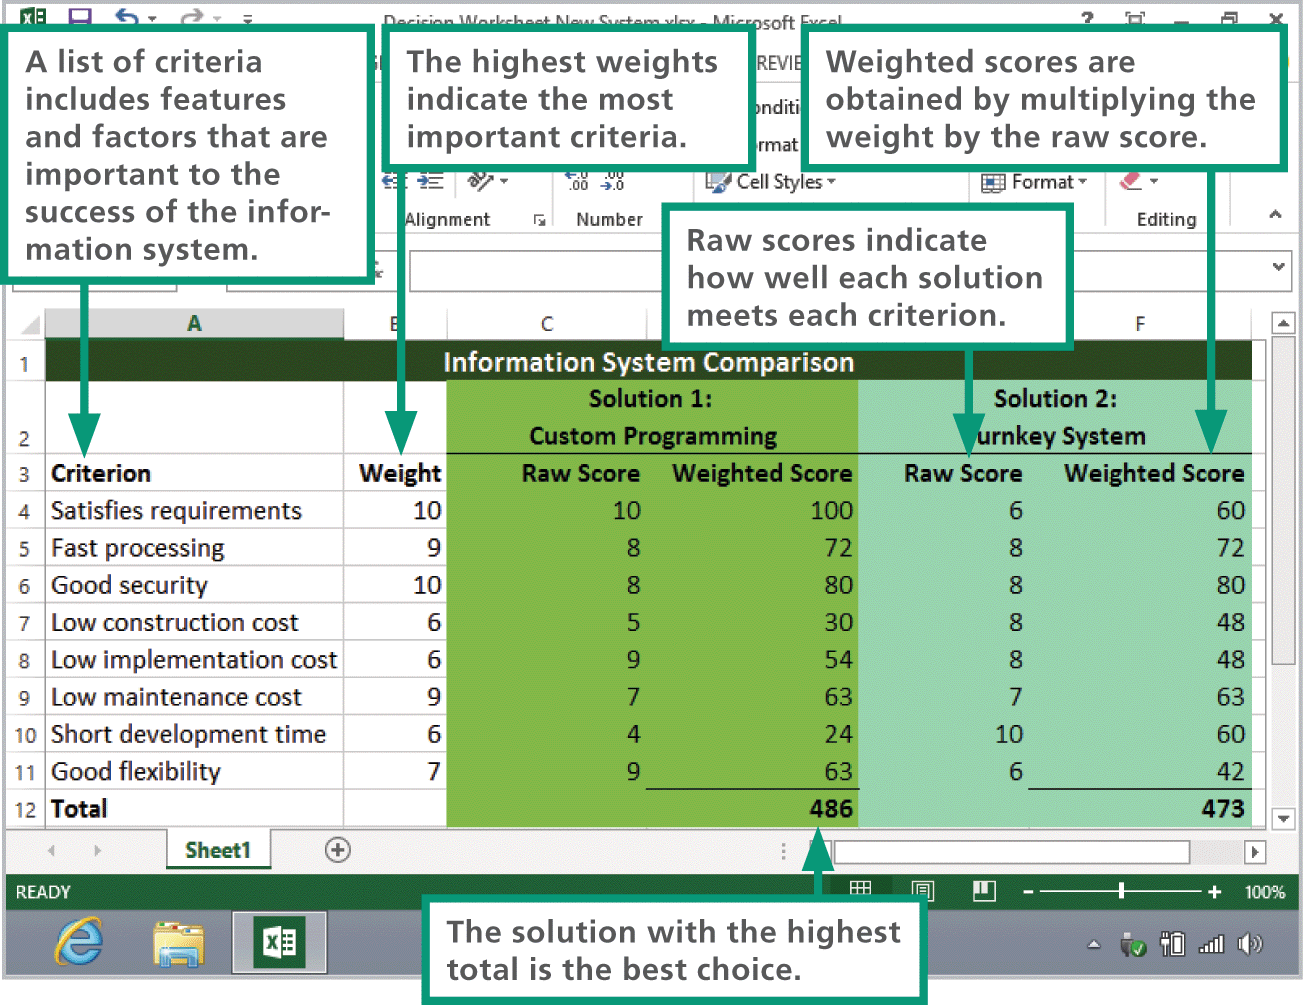 Decision Worksheet New System.xlsx - Microsoft Excel
A list of criteria
includes features
and factors that are
important to the
success of the infor-
mation system.
The highest weights
indicate the most
important criteria.
Weighted scores are
obtained by multiplying the
weight by the raw score.
Cell Styles
Format
Alignment
Number
Editing
Raw scores indicate
how well each solution
meets each criterion.
A C F
1 Information System Comparison
Solution 1: Solution 2:
2 Custom Programming System
3 Criterion Weight Raw Score Weighted Score Raw Score Weighted Score
4 Satisfies requirements 10 10 100 6 60
5 Fast processing 9 8 72 8 72
6 Good security 10 8 80 8 80
7 Low construction cost 6 5 30 8 48
8 Low implementation cost 6 9 54 8 48
9 Low maintenance cost 9 7 63 7 63
10 Short development time 6 4 24 10 60
11 Good flexibility 7 9 63 6 42
12 Total 486 473
Sheet1
READY 100%
The solution with the highest
total is the best choice.